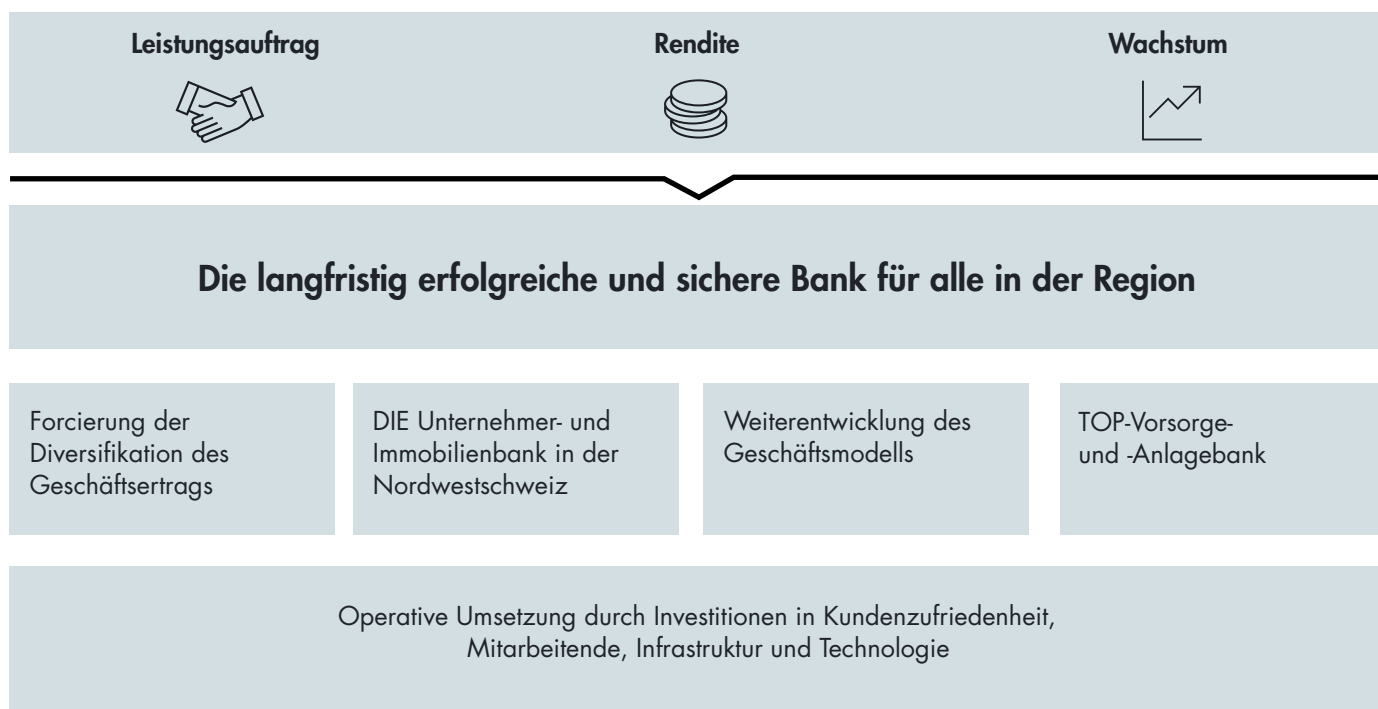 Leistungsauftrag
Rendite
Wachstum
Die langfristig erfolgreiche und sichere Bank für alle in der Region
Forcierung der
Diversifikation des
Geschäftsertrags
DIE Unternehmer- und
Immobilienbank in der
Nordwestschweiz
Weiterentwicklung des
Geschäftsmodells
TOP-Vorsorge-
und -Anlagebank
Operative Umsetzung durch Investitionen in Kundenzufriedenheit,
Mitarbeitende, Infrastruktur und Technologie